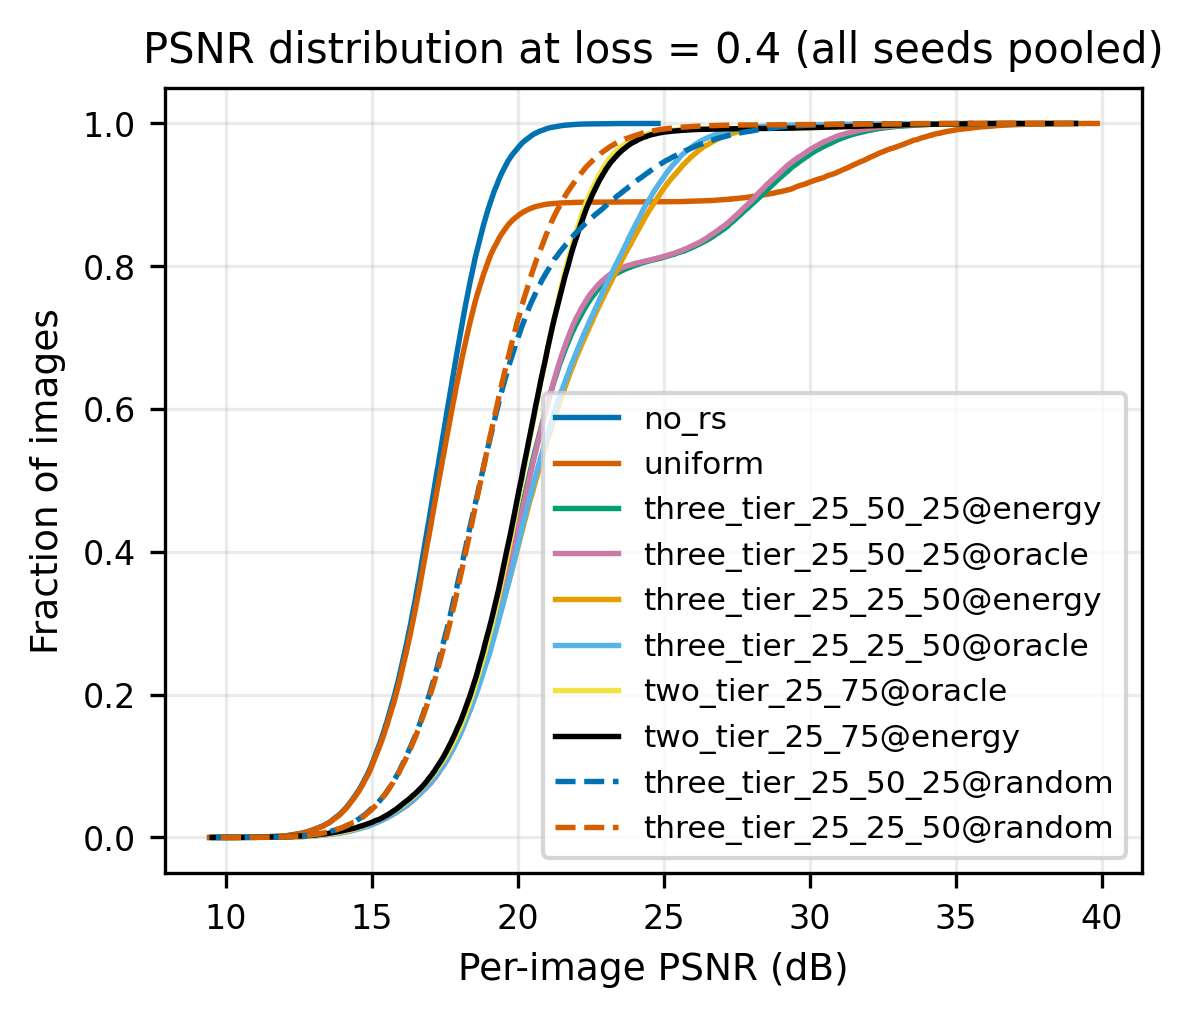 PSNR distribution at loss = 0.4 (all seeds pooled)
1.0
0.8
0.6
0.4
0.2
0.0
Fraction of images
no_rs
uniform
three_tier_25_50_25@energy
three_tier_25_50_25@oracle
three_tier_25_25_50@energy
three_tier_25_25_50@oracle
two_tier_25_75@oracle
two_tier_25_75@energy
three_tier_25_50_25@random
three_tier_25_25_50@random
10 15 20 25 30 35 40
Per-image PSNR (dB)